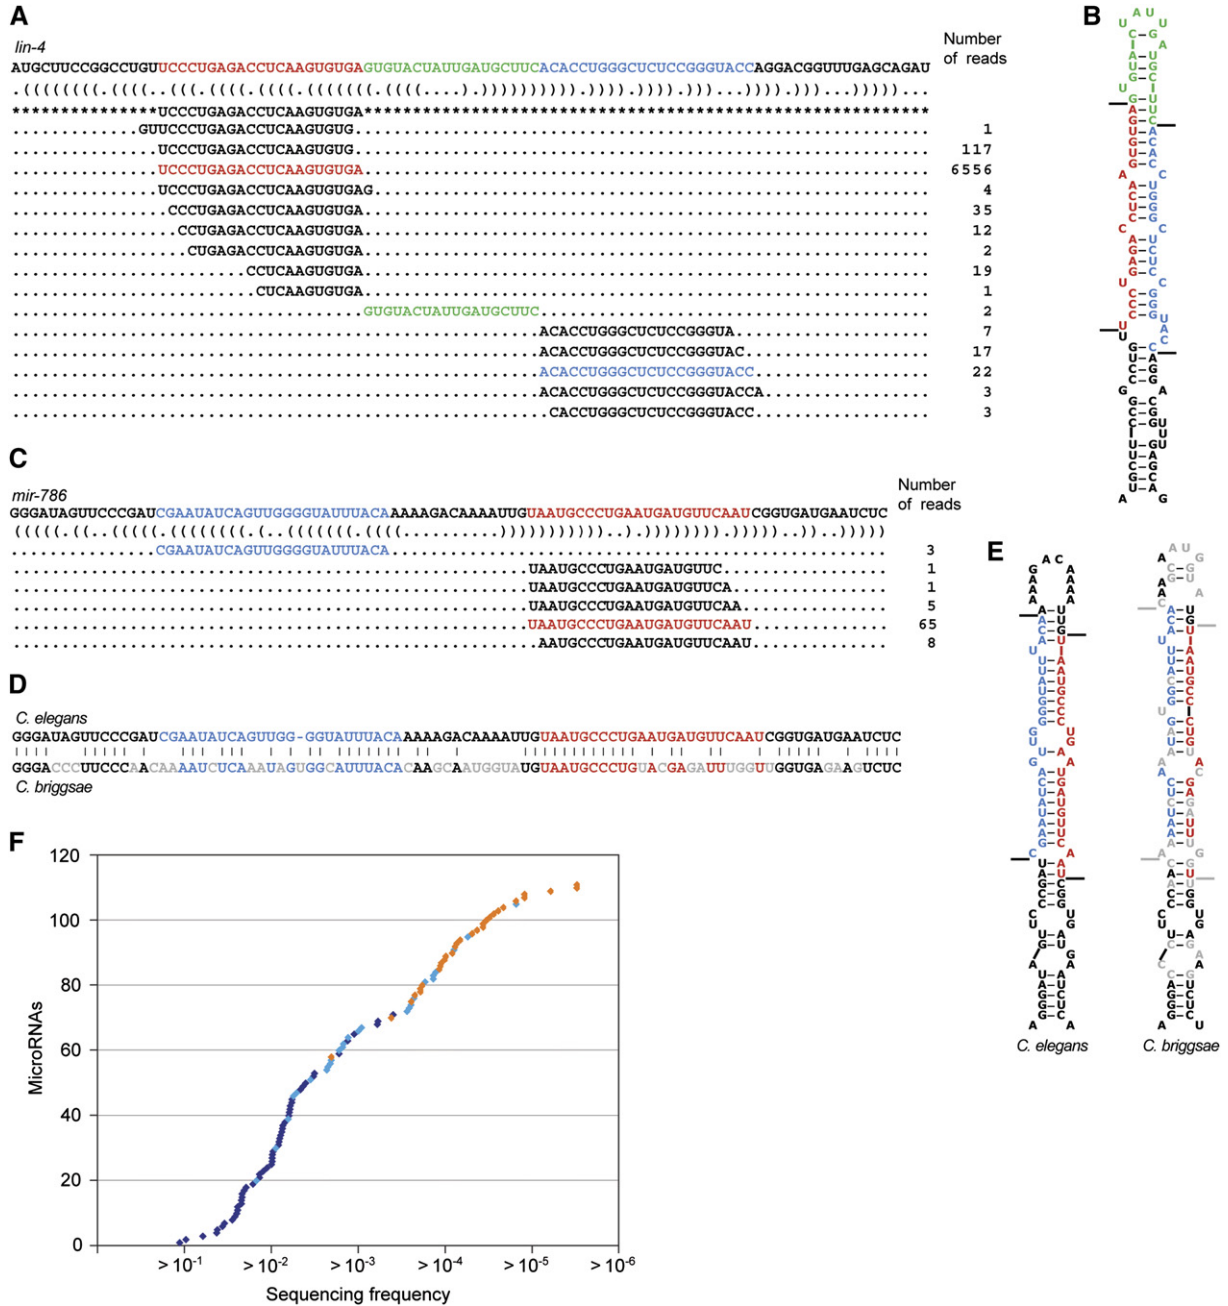 A
B
lin-4
Number
of reads
AUGCUUCCGGCCUGUUCCCUGAGACCUCAAGUGUGAGUGUACUAUUGAUGCUUCACACCUGGGCUCUCCGGGUACCAGGACGGUUUGAGCAGAU
UCCCUGAGACCUCAAGUGUGA
GUUCCCUGAGACCUCAAGUGUG 1
UCCCUGAGACCUCAAGUGUG 117
UCCCUGAGACCUCAAGUGUGA 6556
UCCCUGAGACCUCAAGUGUGAG 4
CCCUGAGACCUCAAGUGUGA 35
CCUGAGACCUCAAGUGUGA 12
CUGAGACCUCAAGUGUGA 2
CCUCAAGUGUGA 19
CUCAAGUGUGA 1
GUGUACUAUUGAUGCUUC 2
ACACCUGGGCUCUCCGGGUA 7
ACACCUGGGCUCUCCGGGUAC 17
ACACCUGGGCUCUCCGGGUACC 22
ACACCUGGGCUCUCCGGGUACCA 3
CACCUGGGCUCUCCGGGUACC 3
C
mir-786
Number
of reads
GGGAUAGUUCCCGAUCGAAUAUCAGUUGGGGUAUUUACAAAAAGACAAAAUUGUAAUGCCCUGAAUGAUGUUCAAUCGGUGAUGAAUCUC
CGAAUAUCAGUUGGGGUAUUUACA 3
UAAUGCCCUGAAUGAUGUUC 1
UAAUGCCCUGAAUGAUGUUCA 1
UAAUGCCCUGAAUGAUGUUCAA 5
UAAUGCCCUGAAUGAUGUUCAAU 65
AAUGCCCUGAAUGAUGUUCAAU 8
D
C. elegans
GGGAUAGUUCCCGAUCGAAUAUCAGUUGG-GGUAUUUACAAAAAGACAAAAUUGUAAUGCCCUGAAUGAUGUUCAAUCGGUGAUGAAUCUC
GGGACCCUUCCCAACAAAAUCUCAAAUAGUGGCAUUUACACAAGCAAUGGUAUGUAAUGCCCUGUACGAGAUUUGGUUGGUGAGAAGUCUC
C. briggsae
E
C. elegans
C. briggsae
F
120
100
80
60
40
20
0
MicroRNAs
>10-1
>10-2
>10-3
>10-4
>10-5
>10-6
Sequencing frequency